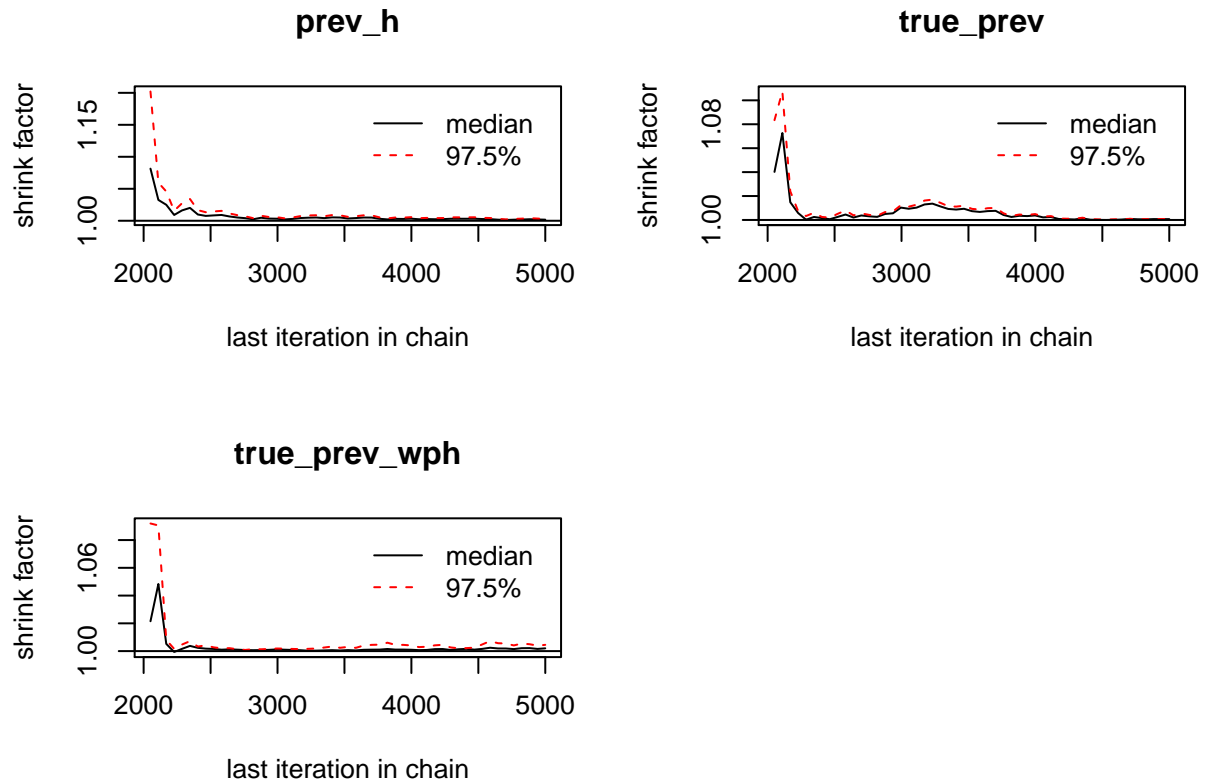 prev_h
shrink factor
1.00
1.15
median
97.5%
2000 3000 4000 5000
last iteration in chain
true_prev
shrink factor
1.00
1.08
median
97.5%
2000 3000 4000 5000
last iteration in chain
true_prev_wph
shrink factor
1.00
1.06
median
97.5%
2000 3000 4000 5000
last iteration in chain